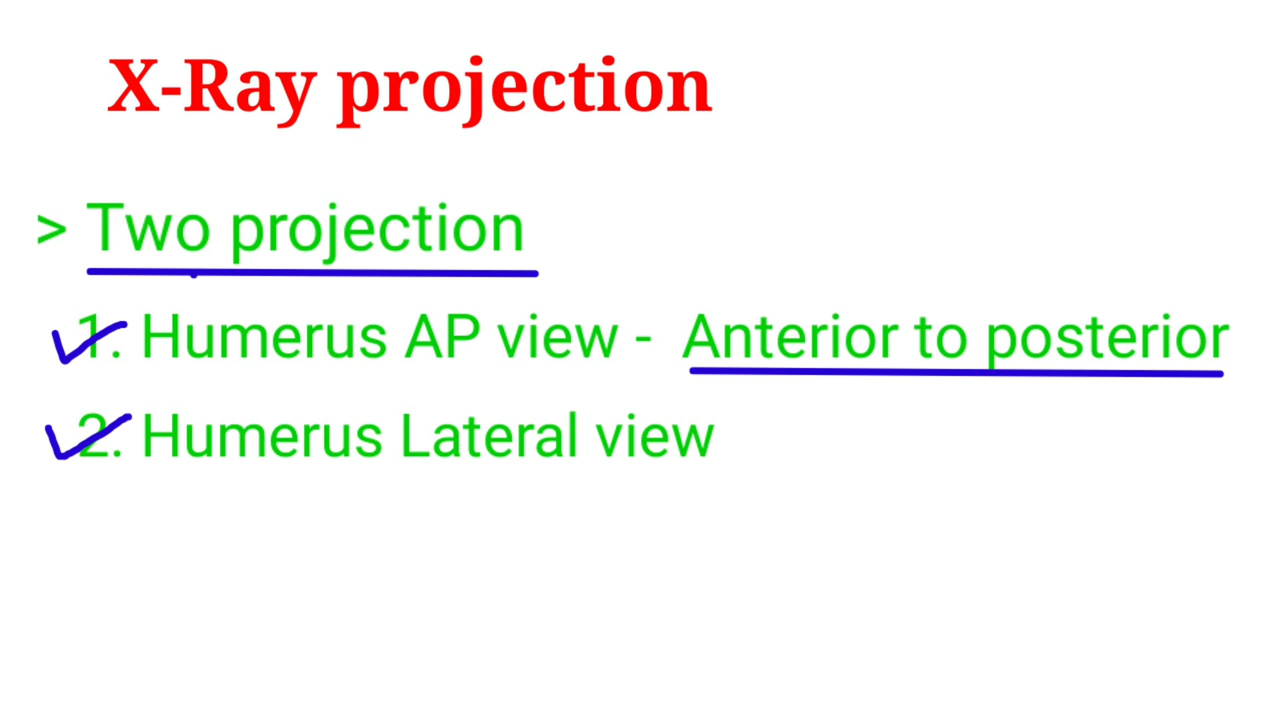 X-Ray projection
> Two projection
1. Humerus AP view - Anterior to posterior
2. Humerus Lateral view